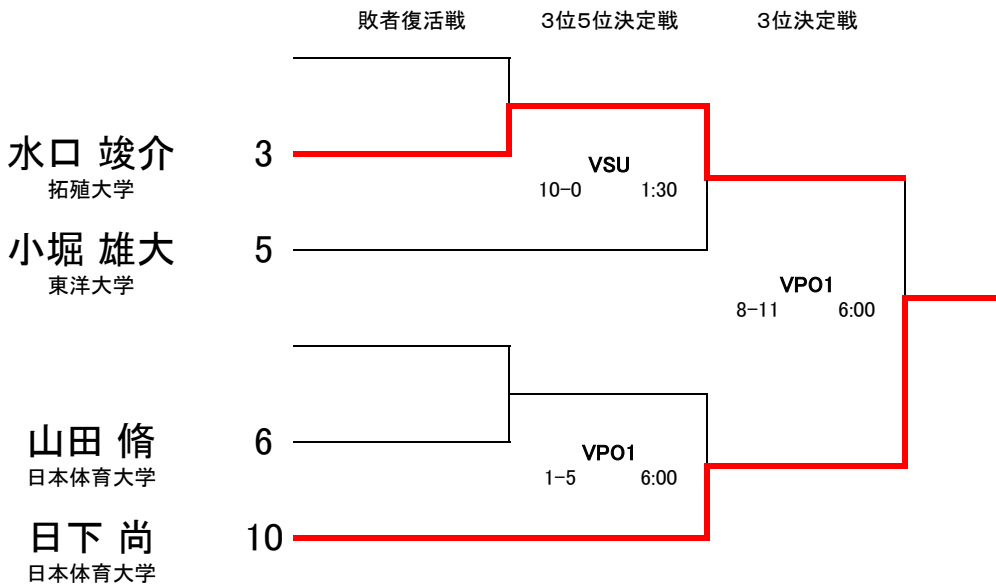 敗者復活戦 3位5位決定戦 3位決定戦
水口 竣介 3
拓殖大学
VSU
10-0 1:30
小堀 雄大 5
東洋大学
VPO1
8-11 6:00
山田 脩 6
日本体育大学
VPO1
1-5 6:00
日下 尚 10
日本体育大学